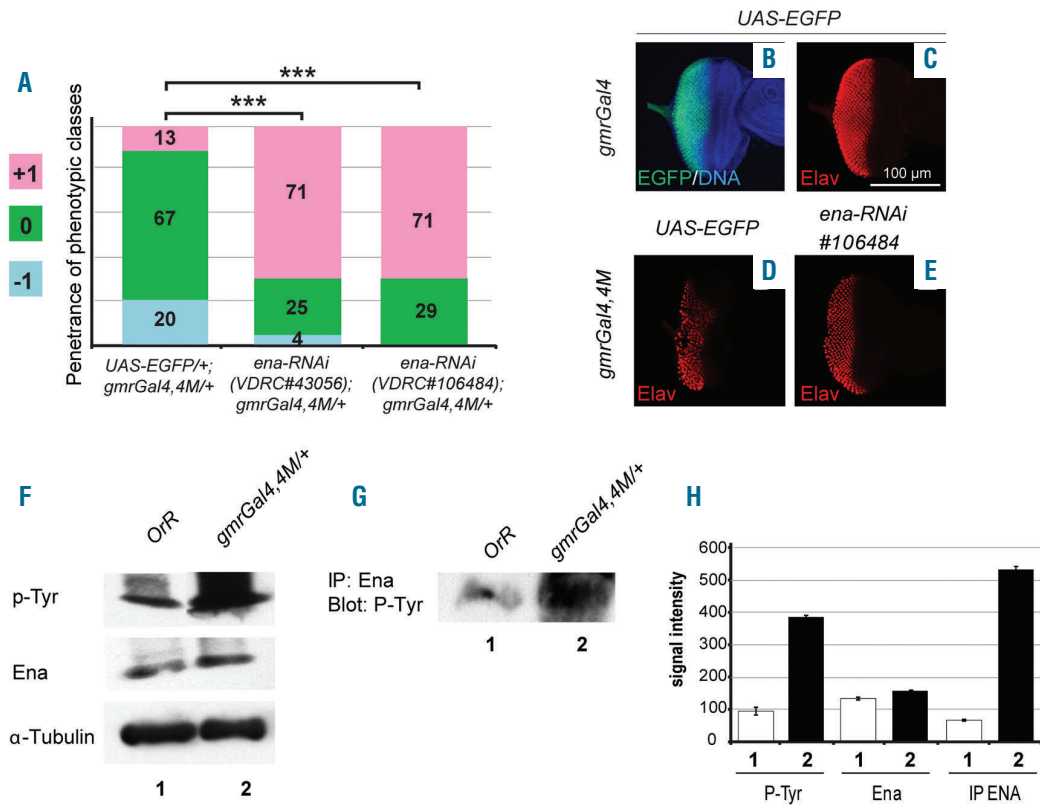 A
***
***
Penetrance of phenotypic classes
+1
0
-1
13
67
20
71
25
4
71
29
UAS-EGFP/+;
gmrGal4,4M/+
ena-RNAi
(VDRC#43056);
gmrGal4,4M/+
ena-RNAi
(VDRC#106484);
gmrGal4,4M/+
UAS-EGFP
gmrGal4
B
EGFP/DNA
C
Elav
100 µm
UAS-EGFP
ena-RNAi
#106484
gmrGal4,4M
D
Elav
E
Elav
F
OrR
gmrGal4,4M/+
p-Tyr
Ena
α-Tubulin
1
2
G
OrR
gmrGal4,4M/+
IP: Ena
Blot: P-Tyr
1
2
H
signal intensity
600
500
400
300
200
100
0
1
2
1
2
1
2
P-Tyr
Ena
IP ENA